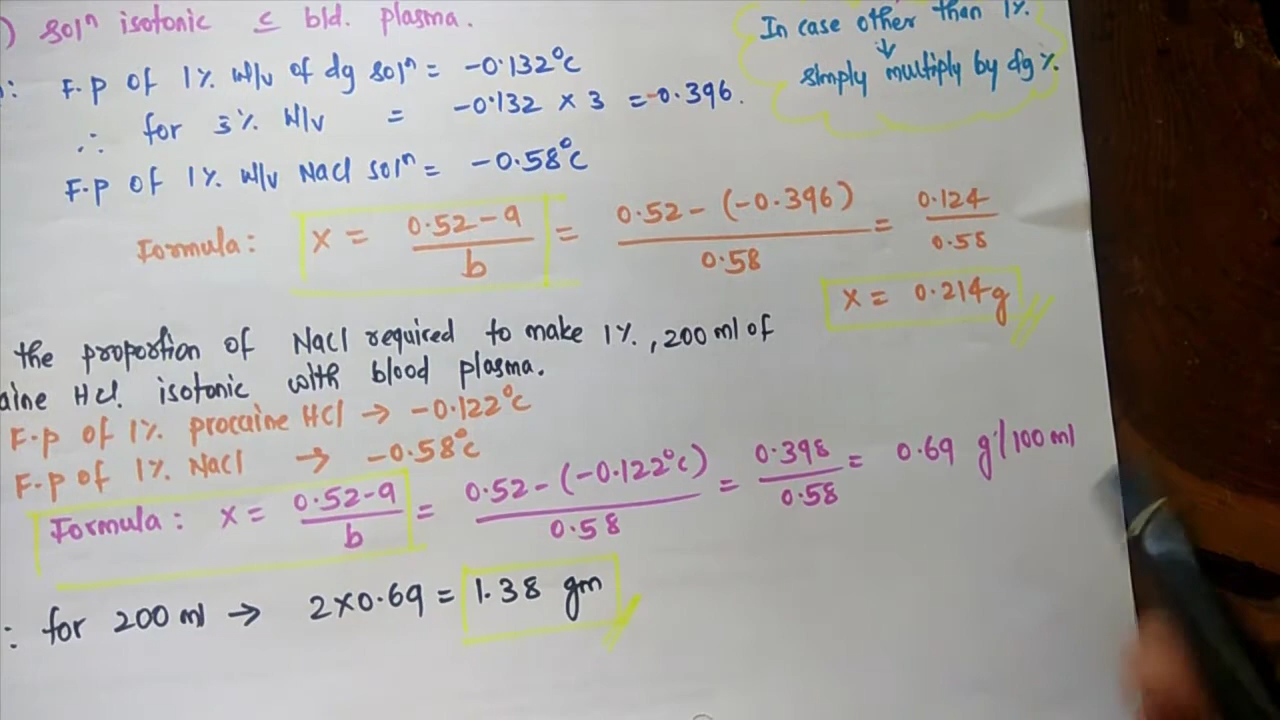 ) solⁿ isotonic c̄ bld. plasma.
In case other than 1%.
↓
simply multiply by dg %.
: F.p of 1% w/v of dg solⁿ = -0.132°C
∴ for 3% w/v = -0.132 × 3 = -0.396.
F.p of 1% w/v Nacl solⁿ = -0.58°C
Formula: x = 0.52-a / b = 0.52-(-0.396) / 0.58 = 0.124 / 0.58
x = 0.214g
the proportion of Nacl required to make 1%, 200 ml of
aine Hcl. isotonic with blood plasma.
F.p of 1% procaine HCl → -0.122°C
F.p of 1% Nacl → -0.58°C
Formula: x = 0.52-a / b = 0.52-(-0.122°C) / 0.58 = 0.398 / 0.58 = 0.69 g/100ml
: for 200 ml → 2×0.69 = 1.38 gm